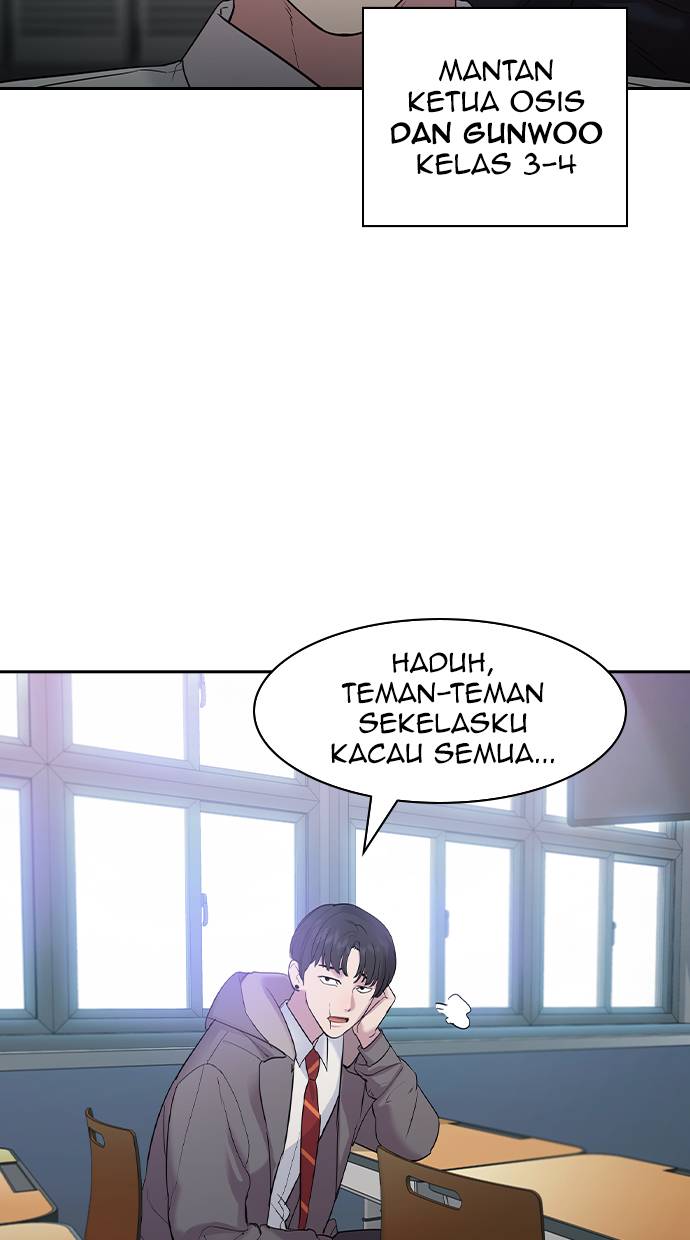 MANTAN
KETUA OSIS
DAN GUNWOO
KELAS 3-4
HADUH,
TEMAN-TEMAN
SEKELASKU
KACAU SEMUA...